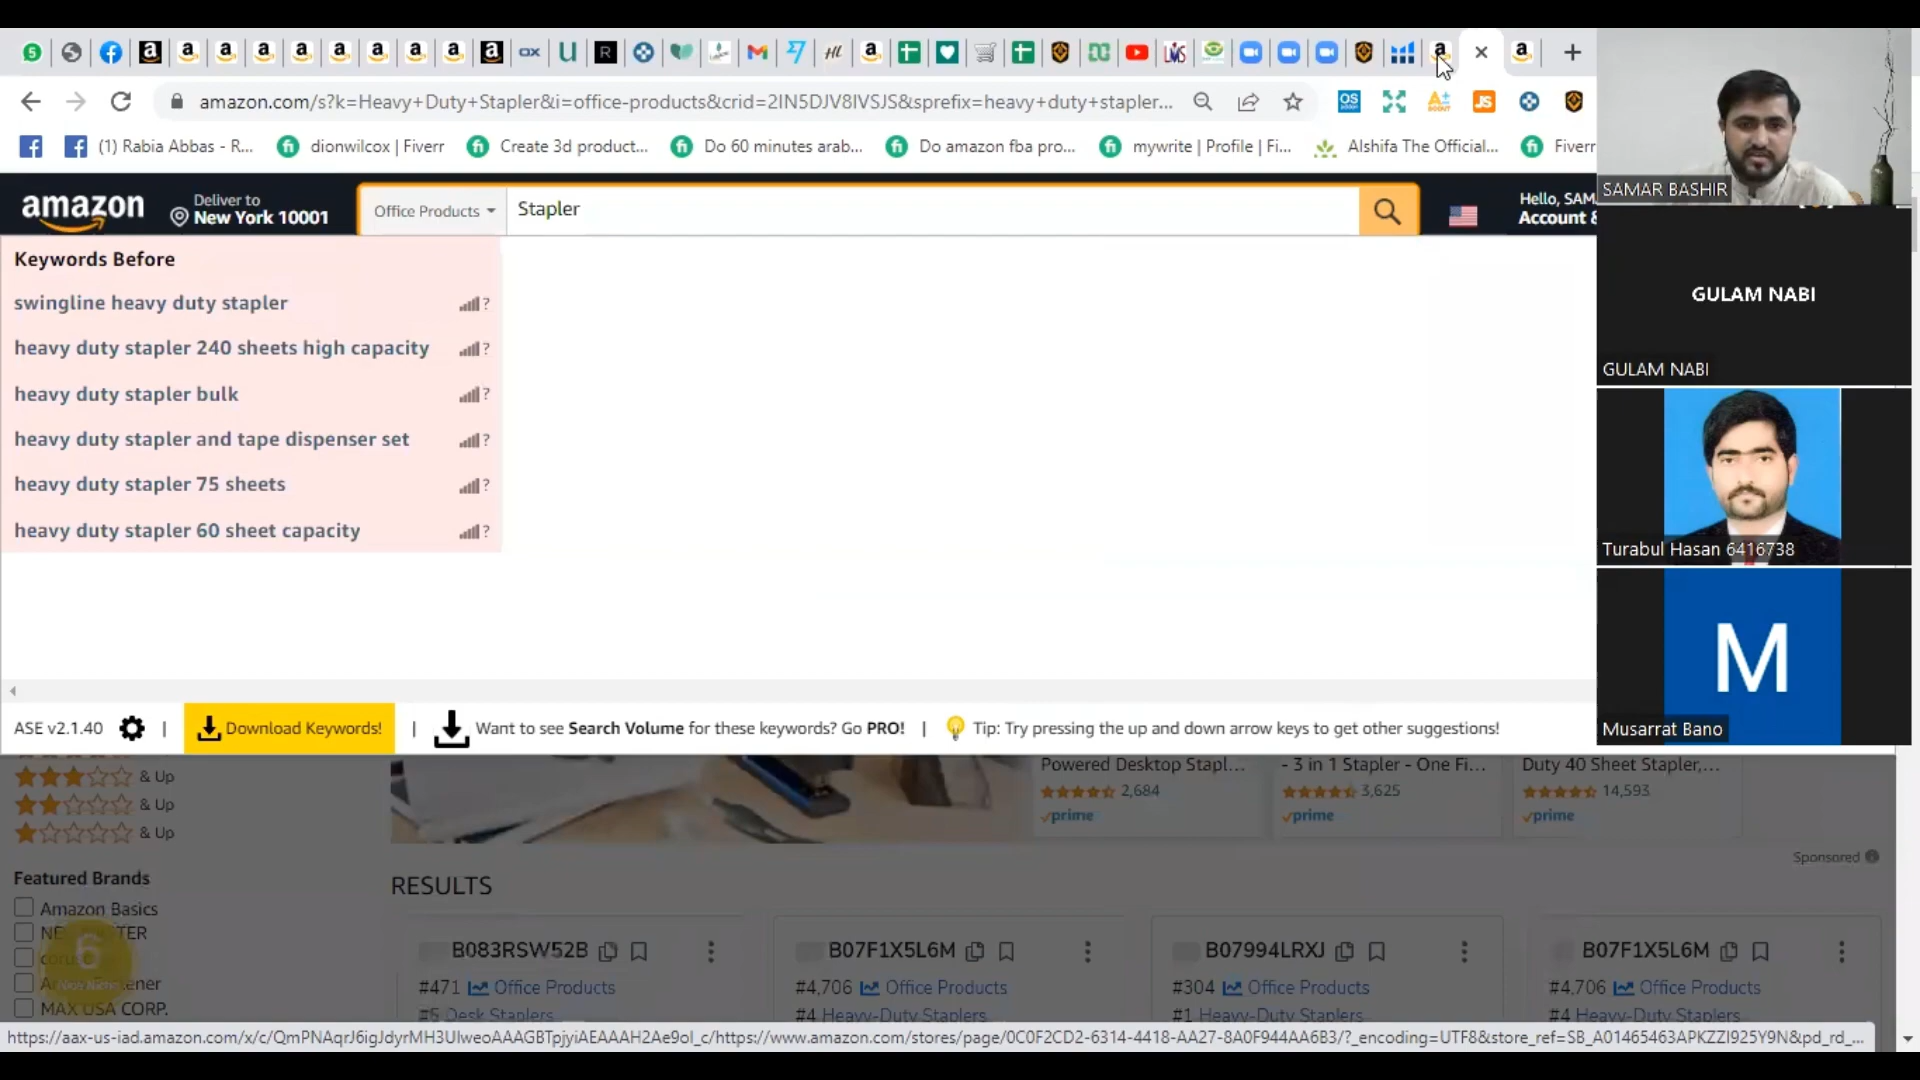 amazon.com/s?k=Heavy+Duty+Stapler&i=office-products&crid=2IN5DJV8IVSJS&sprefix=heavy+duty+stapler...
(1) Rabia Abbas - R...
dionwilcox | Fiverr
Create 3d product...
Do 60 minutes arab...
Do amazon fba pro...
mywrite | Profile | Fi...
Alshifa The Official...
Fiverr
SAMAR BASHIR
amazon
Deliver to
New York 10001
Office Products
Stapler
Hello, SAM
Account &
Keywords Before
swingline heavy duty stapler
heavy duty stapler 240 sheets high capacity
heavy duty stapler bulk
heavy duty stapler and tape dispenser set
heavy duty stapler 75 sheets
heavy duty stapler 60 sheet capacity
GULAM NABI
GULAM NABI
Turabul Hasan 6416738
M
Musarrat Bano
ASE v2.1.40 | Download Keywords! | Want to see Search Volume for these keywords? Go PRO! | Tip: Try pressing the up and down arrow keys to get other suggestions!
& Up
& Up
& Up
Powered Desktop Stapl...
2,684
prime
- 3 in 1 Stapler - One Fi...
3,625
prime
Duty 40 Sheet Stapler,...
14,593
prime
Sponsored
Featured Brands
Amazon Basics
MAX USA CORP.
RESULTS
B083RSW52B
#471 Office Products
#5 Desk Staplers
B07F1X5L6M
#4,706 Office Products
#4 Heavy-Duty Staplers
B07994LRXJ
#304 Office Products
#1 Heavy-Duty Staplers
B07F1X5L6M
#4,706 Office Products
#4 Heavy-Duty Staplers
6
https://aax-us-iad.amazon.com/x/c/QmPNAqrJ6igJdyrMH3UIweoAAAGBTpjyiAEAAAH2Ae9ol_c/https://www.amazon.com/stores/page/0C0F2CD2-6314-4418-AA27-8A0F944AA6B3/?_encoding=UTF8&store_ref=SB_A01465463APKZZI925Y9N&pd_rd_...